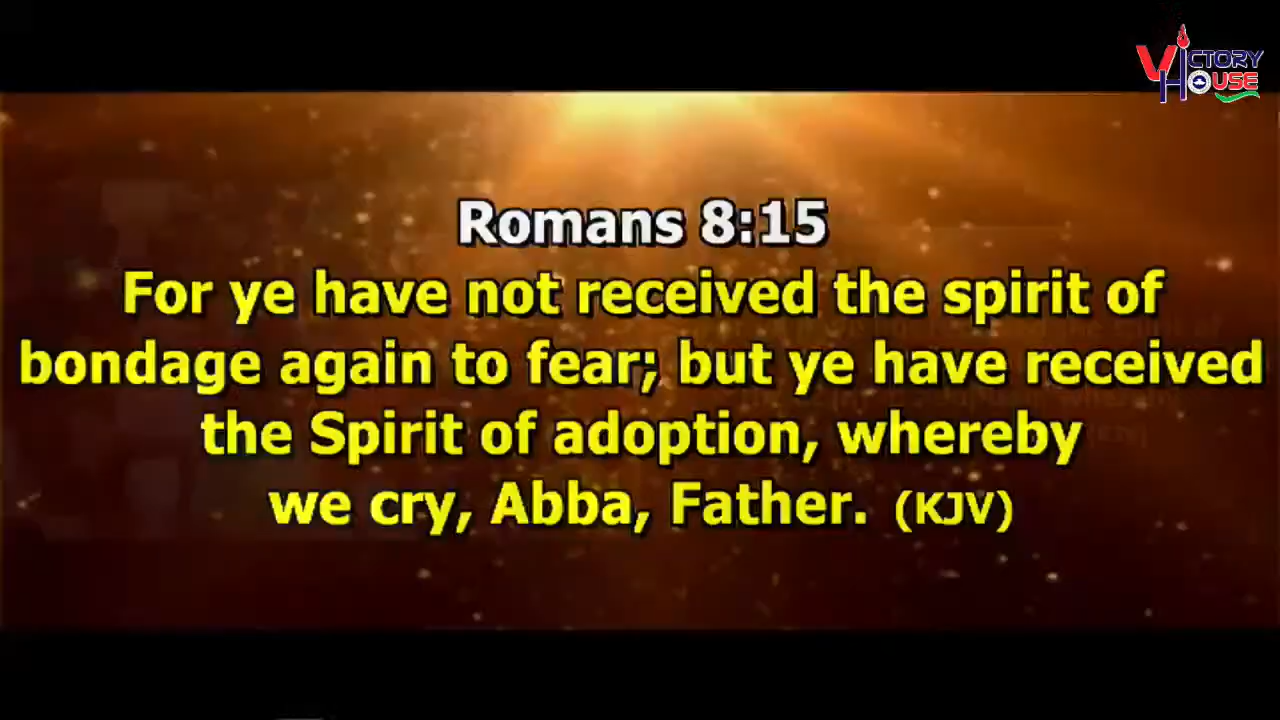 VICTORY
HOUSE
Romans 8:15
For ye have not received the spirit of
bondage again to fear; but ye have received
the Spirit of adoption, whereby
we cry, Abba, Father. (KJV)